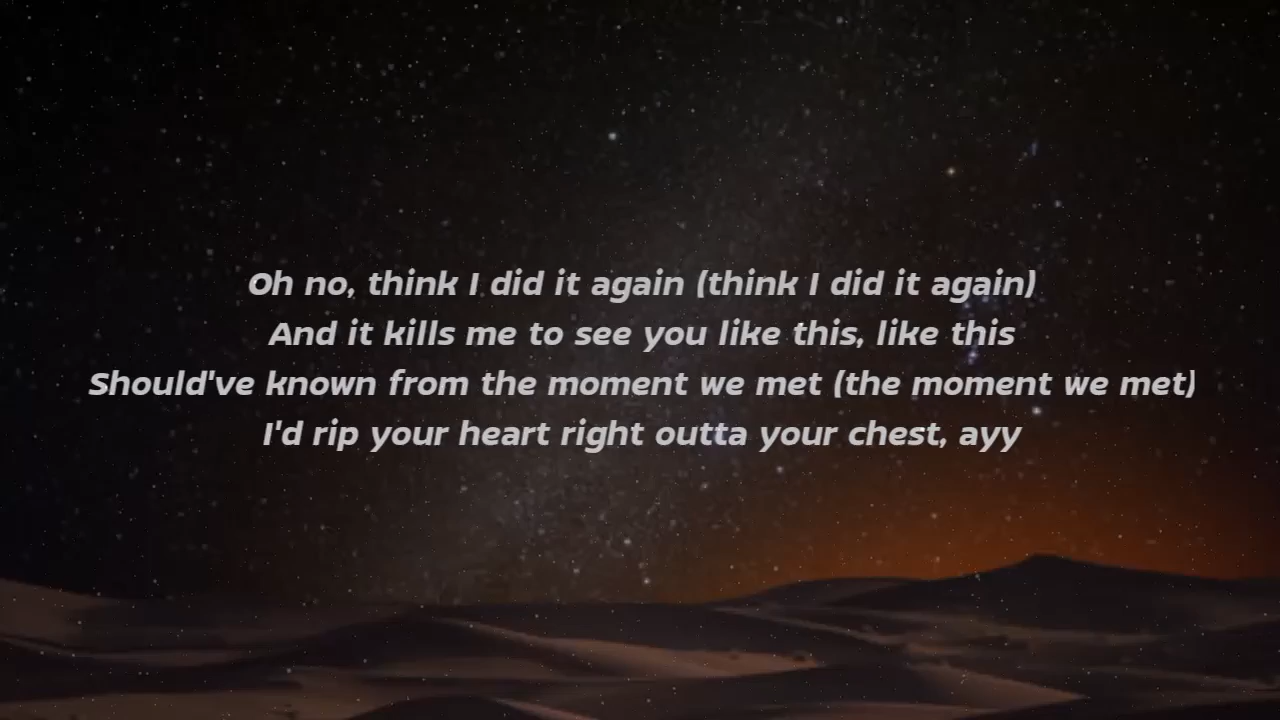 Oh no, think I did it again (think I did it again)
And it kills me to see you like this, like this
Should've known from the moment we met (the moment we met)
I'd rip your heart right outta your chest, ayy